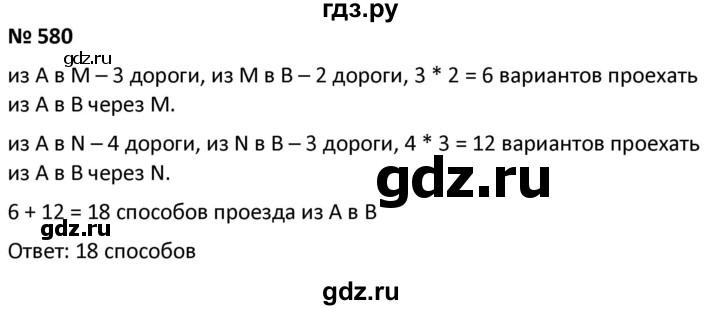 гдз.ру
№ 580
gdz.ru
из A в M – 3 дороги, из M в B – 2 дороги, 3 * 2 = 6 вариантов проехать
из A в B через M.
из A в N – 4 дороги, из N в B – 3 дороги, 4 * 3 = 12 вариантов проехать
из A в B через N.
gdz.ru
6 + 12 = 18 способов проезда из A в B
gdz.ru
Ответ: 18 способов
gdz.ru